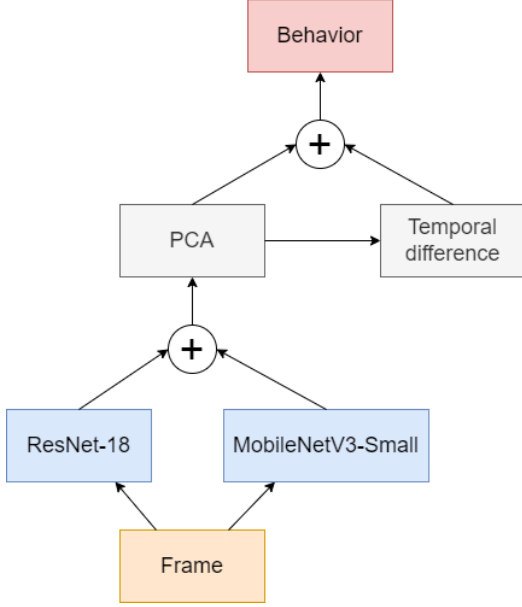 Behavior
+
PCA
Temporal
difference
+
ResNet-18
MobileNetV3-Small
Frame